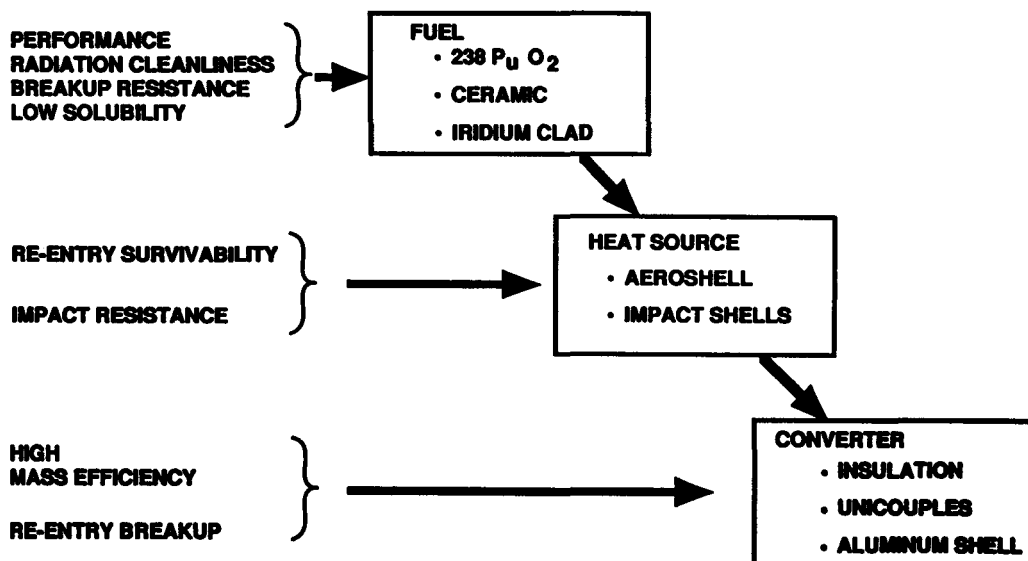 PERFORMANCE
RADIATION CLEANLINESS
BREAKUP RESISTANCE
LOW SOLUBILITY
FUEL
• 238 Pu O2
• CERAMIC
• IRIDIUM CLAD
RE-ENTRY SURVIVABILITY
IMPACT RESISTANCE
HEAT SOURCE
• AEROSHELL
• IMPACT SHELLS
HIGH
MASS EFFICIENCY
RE-ENTRY BREAKUP
CONVERTER
• INSULATION
• UNICOUPLES
• ALUMINUM SHELL